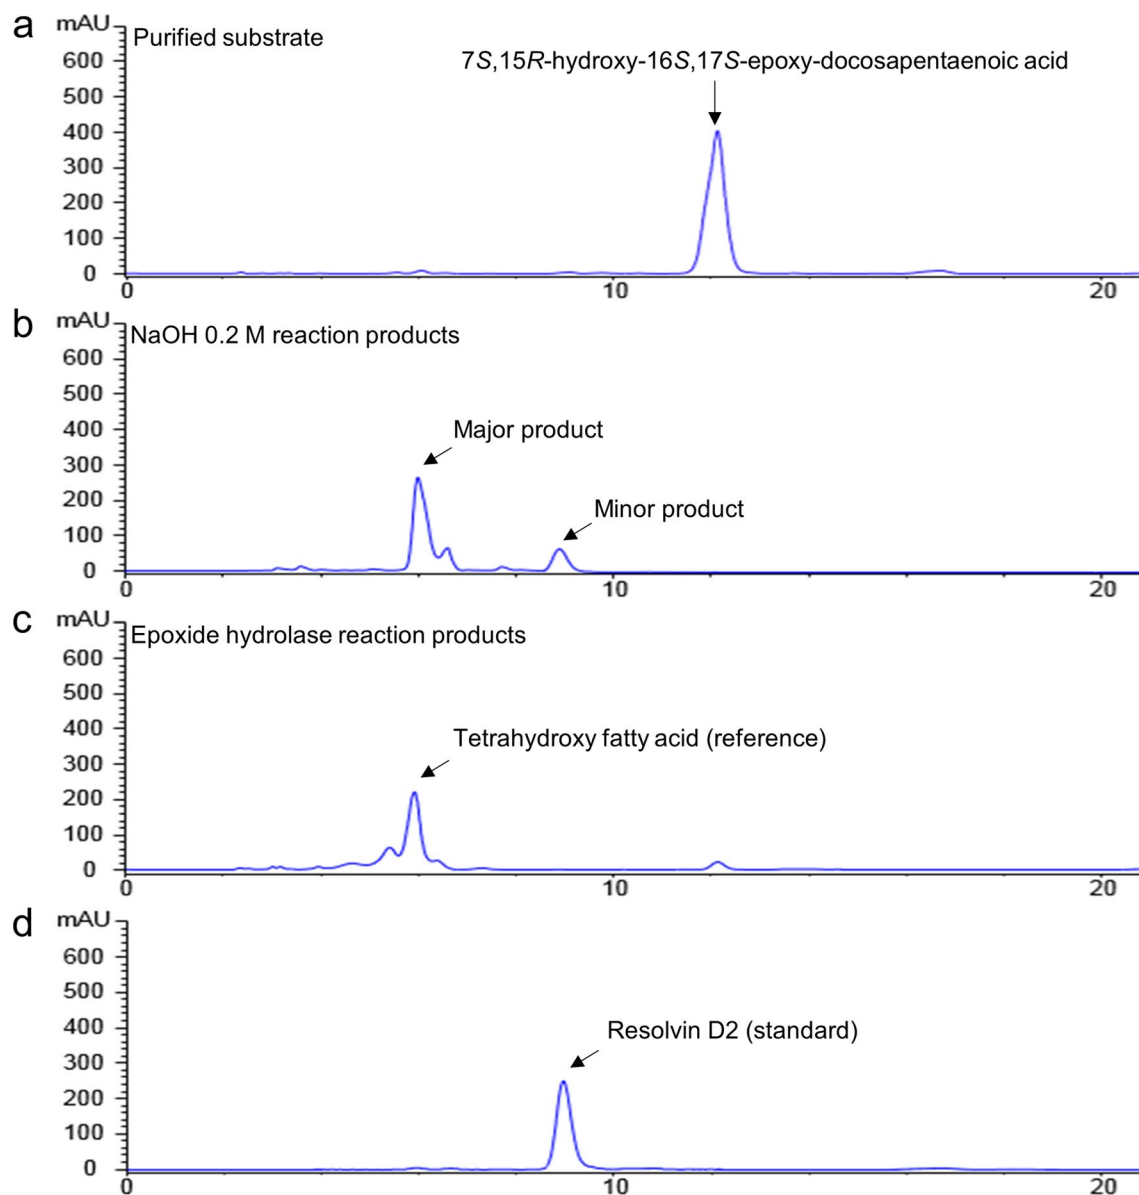 a
mAU
Purified substrate
7S,15R-hydroxy-16S,17S-epoxy-docosapentaenoic acid
600
500
400
300
200
100
0
0 10 20
b
mAU
NaOH 0.2 M reaction products
600
500
400
Major product
300
Minor product
200
100
0
0 10 20
c
mAU
Epoxide hydrolase reaction products
600
500
400
Tetrahydroxy fatty acid (reference)
300
200
100
0
0 10 20
d
mAU
600
500
400
Resolvin D2 (standard)
300
200
100
0
0 10 20